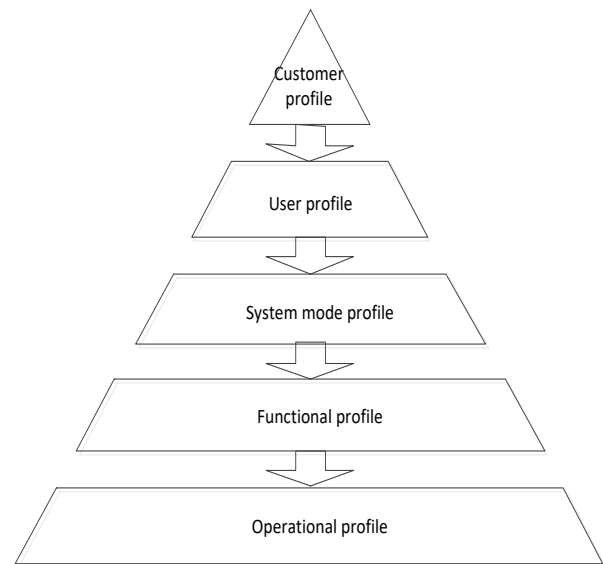 Customer
profile
User profile
System mode profile
Functional profile
Operational profile